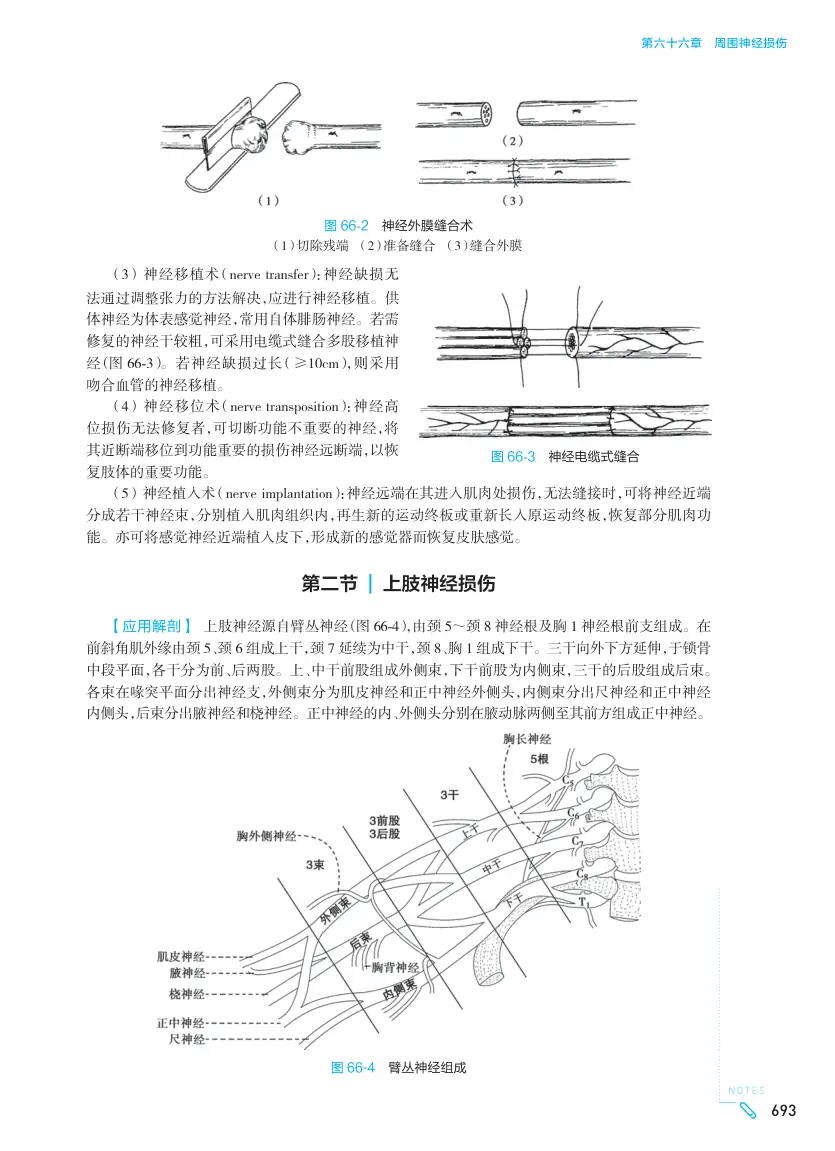 第六十六章 周围神经损伤
(1)
(2)
(3)
图 66-2 神经外膜缝合术
(1)切除残端 (2)准备缝合 (3)缝合外膜
(3) 神经移植术(nerve transfer):神经缺损无
法通过调整张力的方法解决,应进行神经移植。供
体神经为体表感觉神经,常用自体腓肠神经。若需
修复的神经干较粗,可采用电缆式缝合多股移植神
经(图 66-3)。若神经缺损过长(≥10cm),则采用
吻合血管的神经移植。
(4) 神经移位术(nerve transposition):神经高
位损伤无法修复者,可切断功能不重要的神经,将
其近断端移位到功能重要的损伤神经远断端,以恢
复肢体的重要功能。
图 66-3 神经电缆式缝合
(5) 神经植入术(nerve implantation):神经远端在其进入肌肉处损伤,无法缝接时,可将神经近端
分成若干神经束,分别植入肌肉组织内,再生新的运动终板或重新长入原运动终板,恢复部分肌肉功
能。亦可将感觉神经近端植入皮下,形成新的感觉器而恢复皮肤感觉。
第二节 | 上肢神经损伤
【应用解剖】 上肢神经源自臂丛神经(图 66-4),由颈 5～颈 8 神经根及胸 1 神经根前支组成。在
前斜角肌外缘由颈 5、颈 6 组成上干,颈 7 延续为中干,颈 8、胸 1 组成下干。三干向外下方延伸,于锁骨
中段平面,各干分为前、后两股。上、中干前股组成外侧束,下干前股为内侧束,三干的后股组成后束。
各束在喙突平面分出神经支,外侧束分为肌皮神经和正中神经外侧头,内侧束分出尺神经和正中神经
内侧头,后束分出腋神经和桡神经。正中神经的内、外侧头分别在腋动脉两侧至其前方组成正中神经。
胸长神经
5根
C5
3干
C6
3前股
3后股
上干
胸外侧神经
C7
3束
中干
C8
下干
T1
外侧束
后束
肌皮神经
胸背神经
腋神经
内侧束
桡神经
正中神经
尺神经
图 66-4 臂丛神经组成
NOTES
693